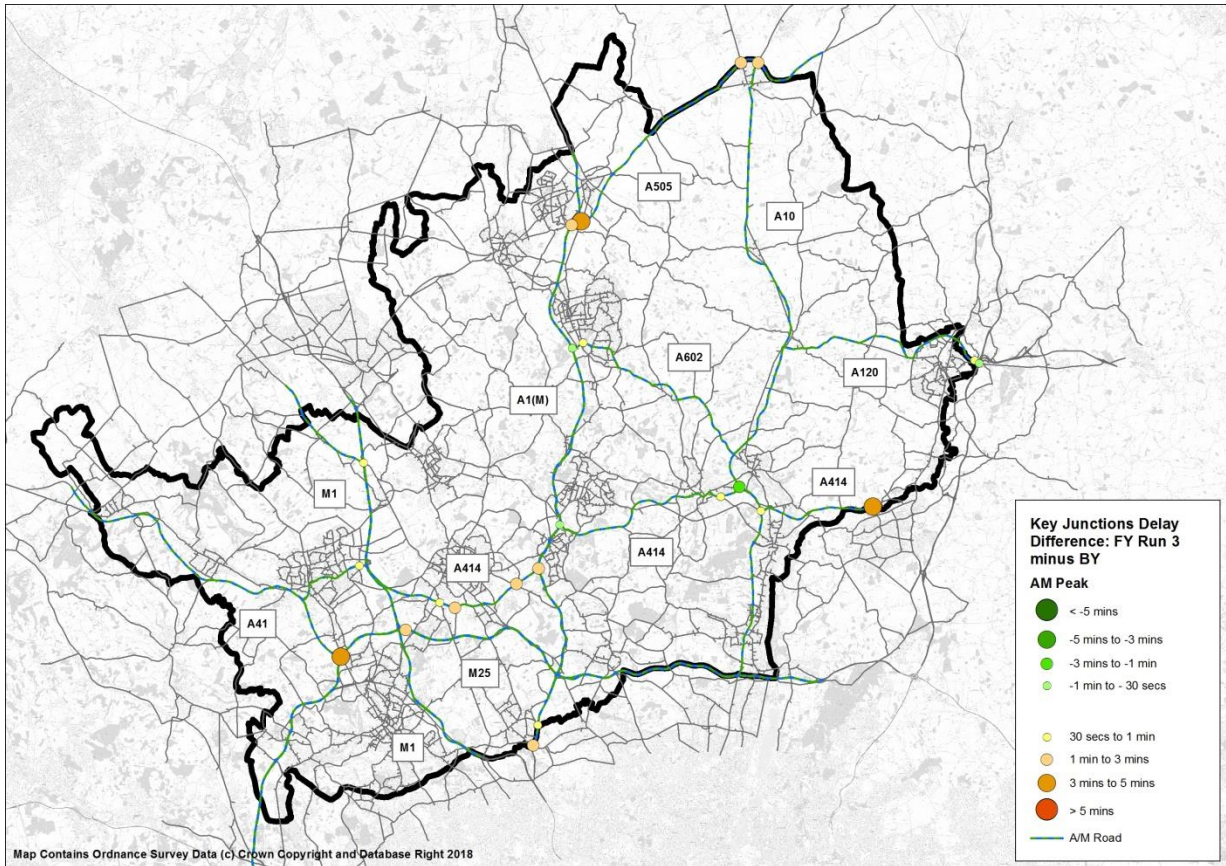 A505
A10
A602
A120
A1(M)
M1
A414
A414
A414
A41
M25
M1
Key Junctions Delay
Difference: FY Run 3
minus BY
AM Peak
< -5 mins
-5 mins to -3 mins
-3 mins to -1 min
-1 min to - 30 secs
30 secs to 1 min
1 min to 3 mins
3 mins to 5 mins
> 5 mins
A/M Road
Map Contains Ordnance Survey Data (c) Crown Copyright and Database Right 2018